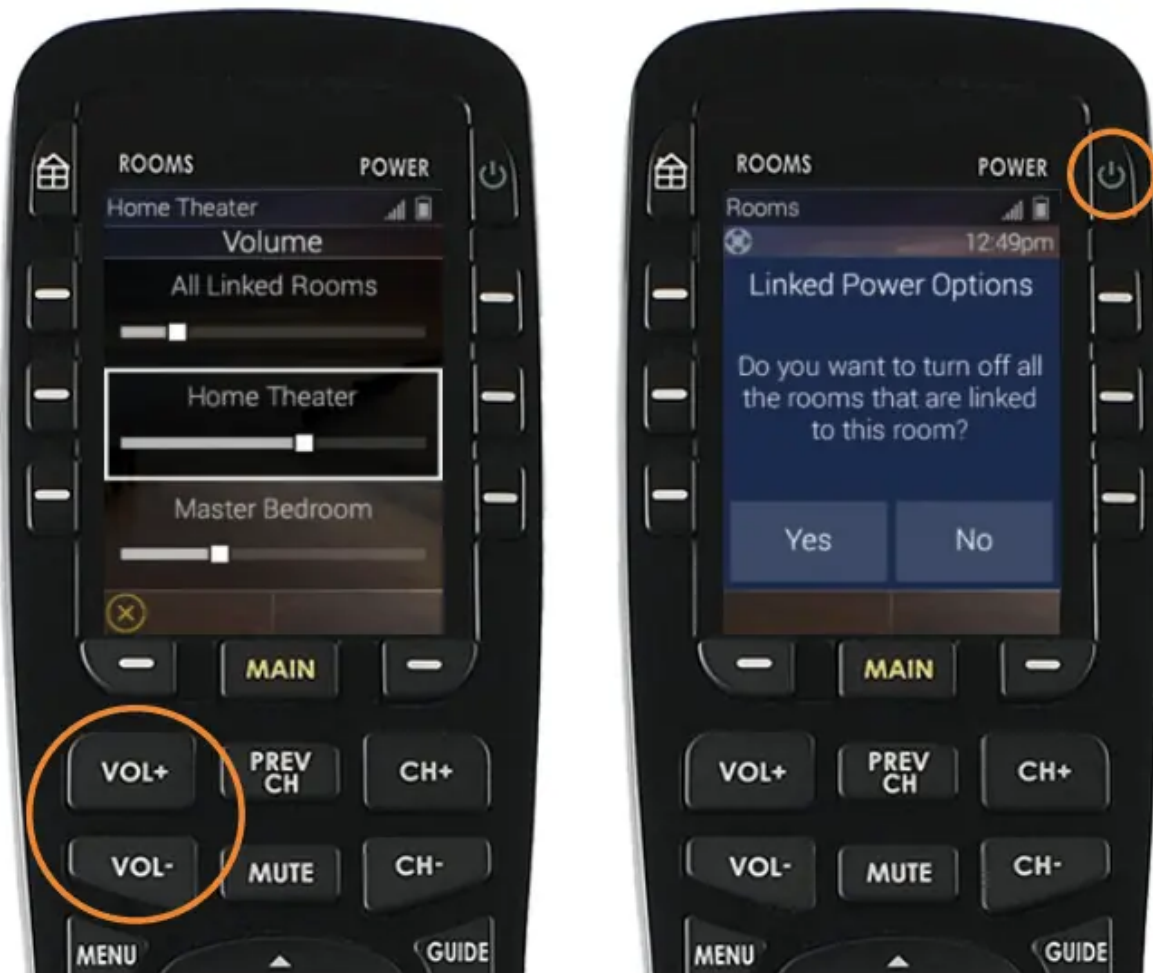 ROOMS POWER
Home Theater
Volume
All Linked Rooms
Home Theater
Master Bedroom
MAIN
VOL+ PREV CH CH+
VOL- MUTE CH-
MENU GUIDE
ROOMS POWER
Rooms
12:49pm
Linked Power Options
Do you want to turn off all
the rooms that are linked
to this room?
Yes No
MAIN
VOL+ PREV CH CH+
VOL- MUTE CH-
MENU GUIDE